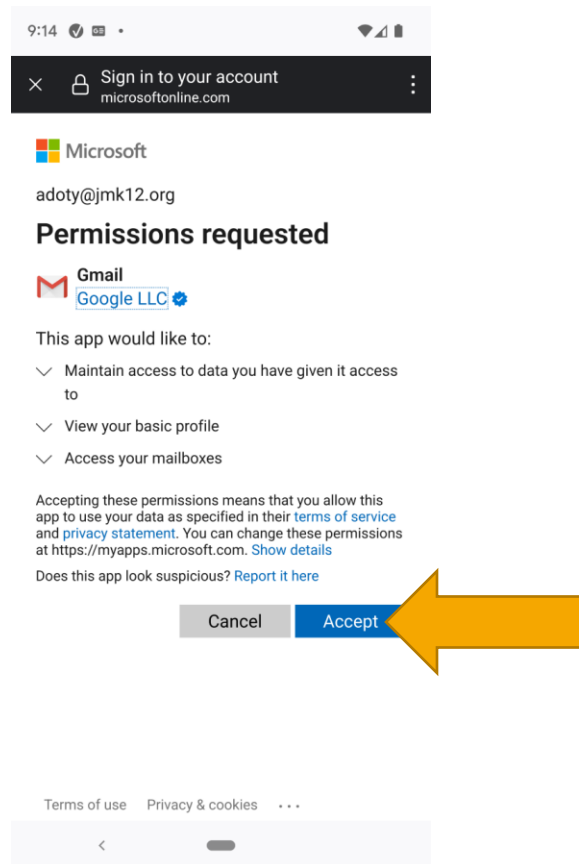 9:14
Sign in to your account
microsoftonline.com
Microsoft
adoty@jmk12.org
Permissions requested
Gmail
Google LLC
This app would like to:
Maintain access to data you have given it access
to
View your basic profile
Access your mailboxes
Accepting these permissions means that you allow this
app to use your data as specified in their terms of service
and privacy statement. You can change these permissions
at https://myapps.microsoft.com. Show details
Does this app look suspicious? Report it here
Cancel Accept
Terms of use Privacy & cookies ...